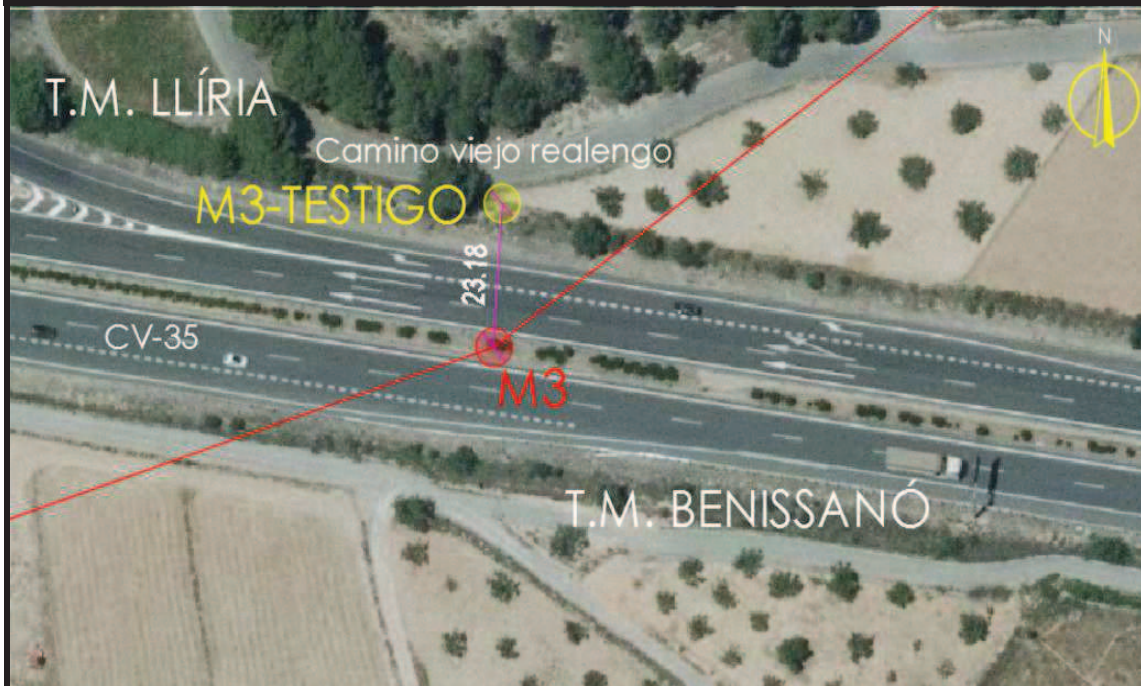 N
T.M. LLÍRIA
Camino viejo realengo
M3-TESTIGO
23.18
CV-35
M3
T.M. BENISSANÓ